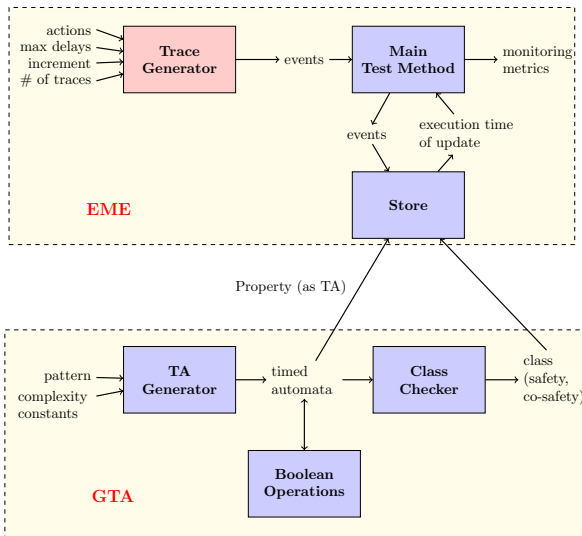 actions
max delays
increment
# of traces
Trace
Generator
events
Main
Test Method
monitoring
metrics
events
execution time
of update
Store
EME
Property (as TA)
pattern
complexity
constants
TA
Generator
timed
automata
Class
Checker
class
(safety,
co-safety)
Boolean
Operations
GTA